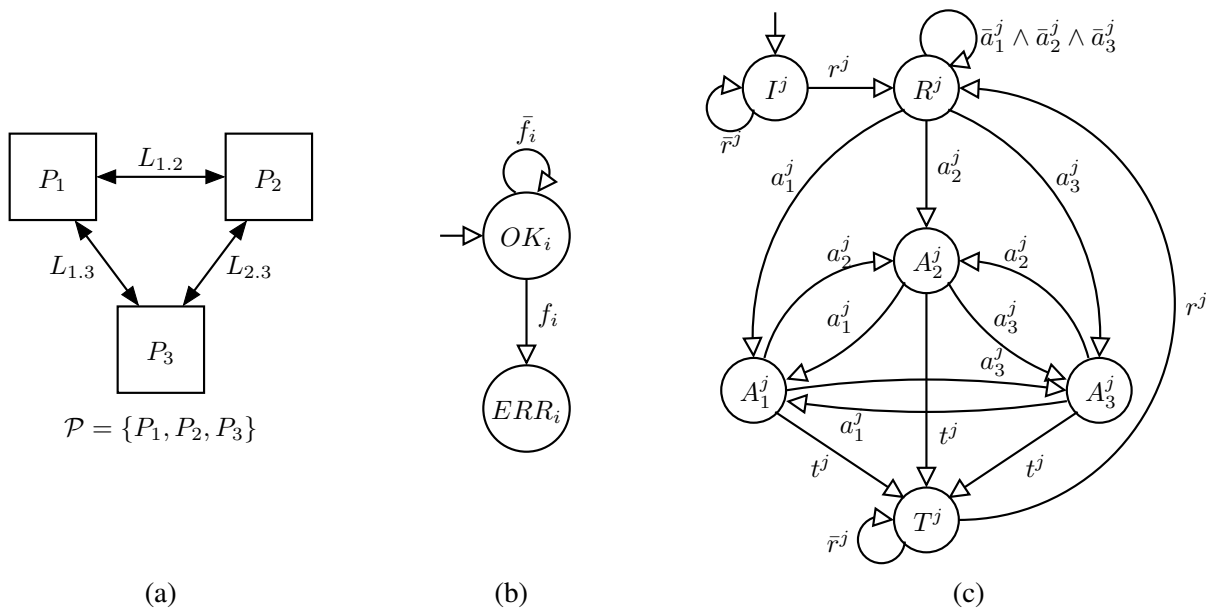 P₁
L₁.₂
P₂
L₁.₃
L₂.₃
P₃
𝒫 = {P₁, P₂, P₃}
(a)
f̄ᵢ
OKᵢ
fᵢ
ERRᵢ
(b)
ā₁ʲ ∧ ā₂ʲ ∧ ā₃ʲ
Iʲ
rʲ
Rʲ
r̄ʲ
a₁ʲ
a₂ʲ
a₃ʲ
a₂ʲ
A₂ʲ
a₂ʲ
a₁ʲ
a₃ʲ
rʲ
a₃ʲ
A₁ʲ
A₃ʲ
a₁ʲ
tʲ
tʲ
tʲ
r̄ʲ
Tʲ
(c)